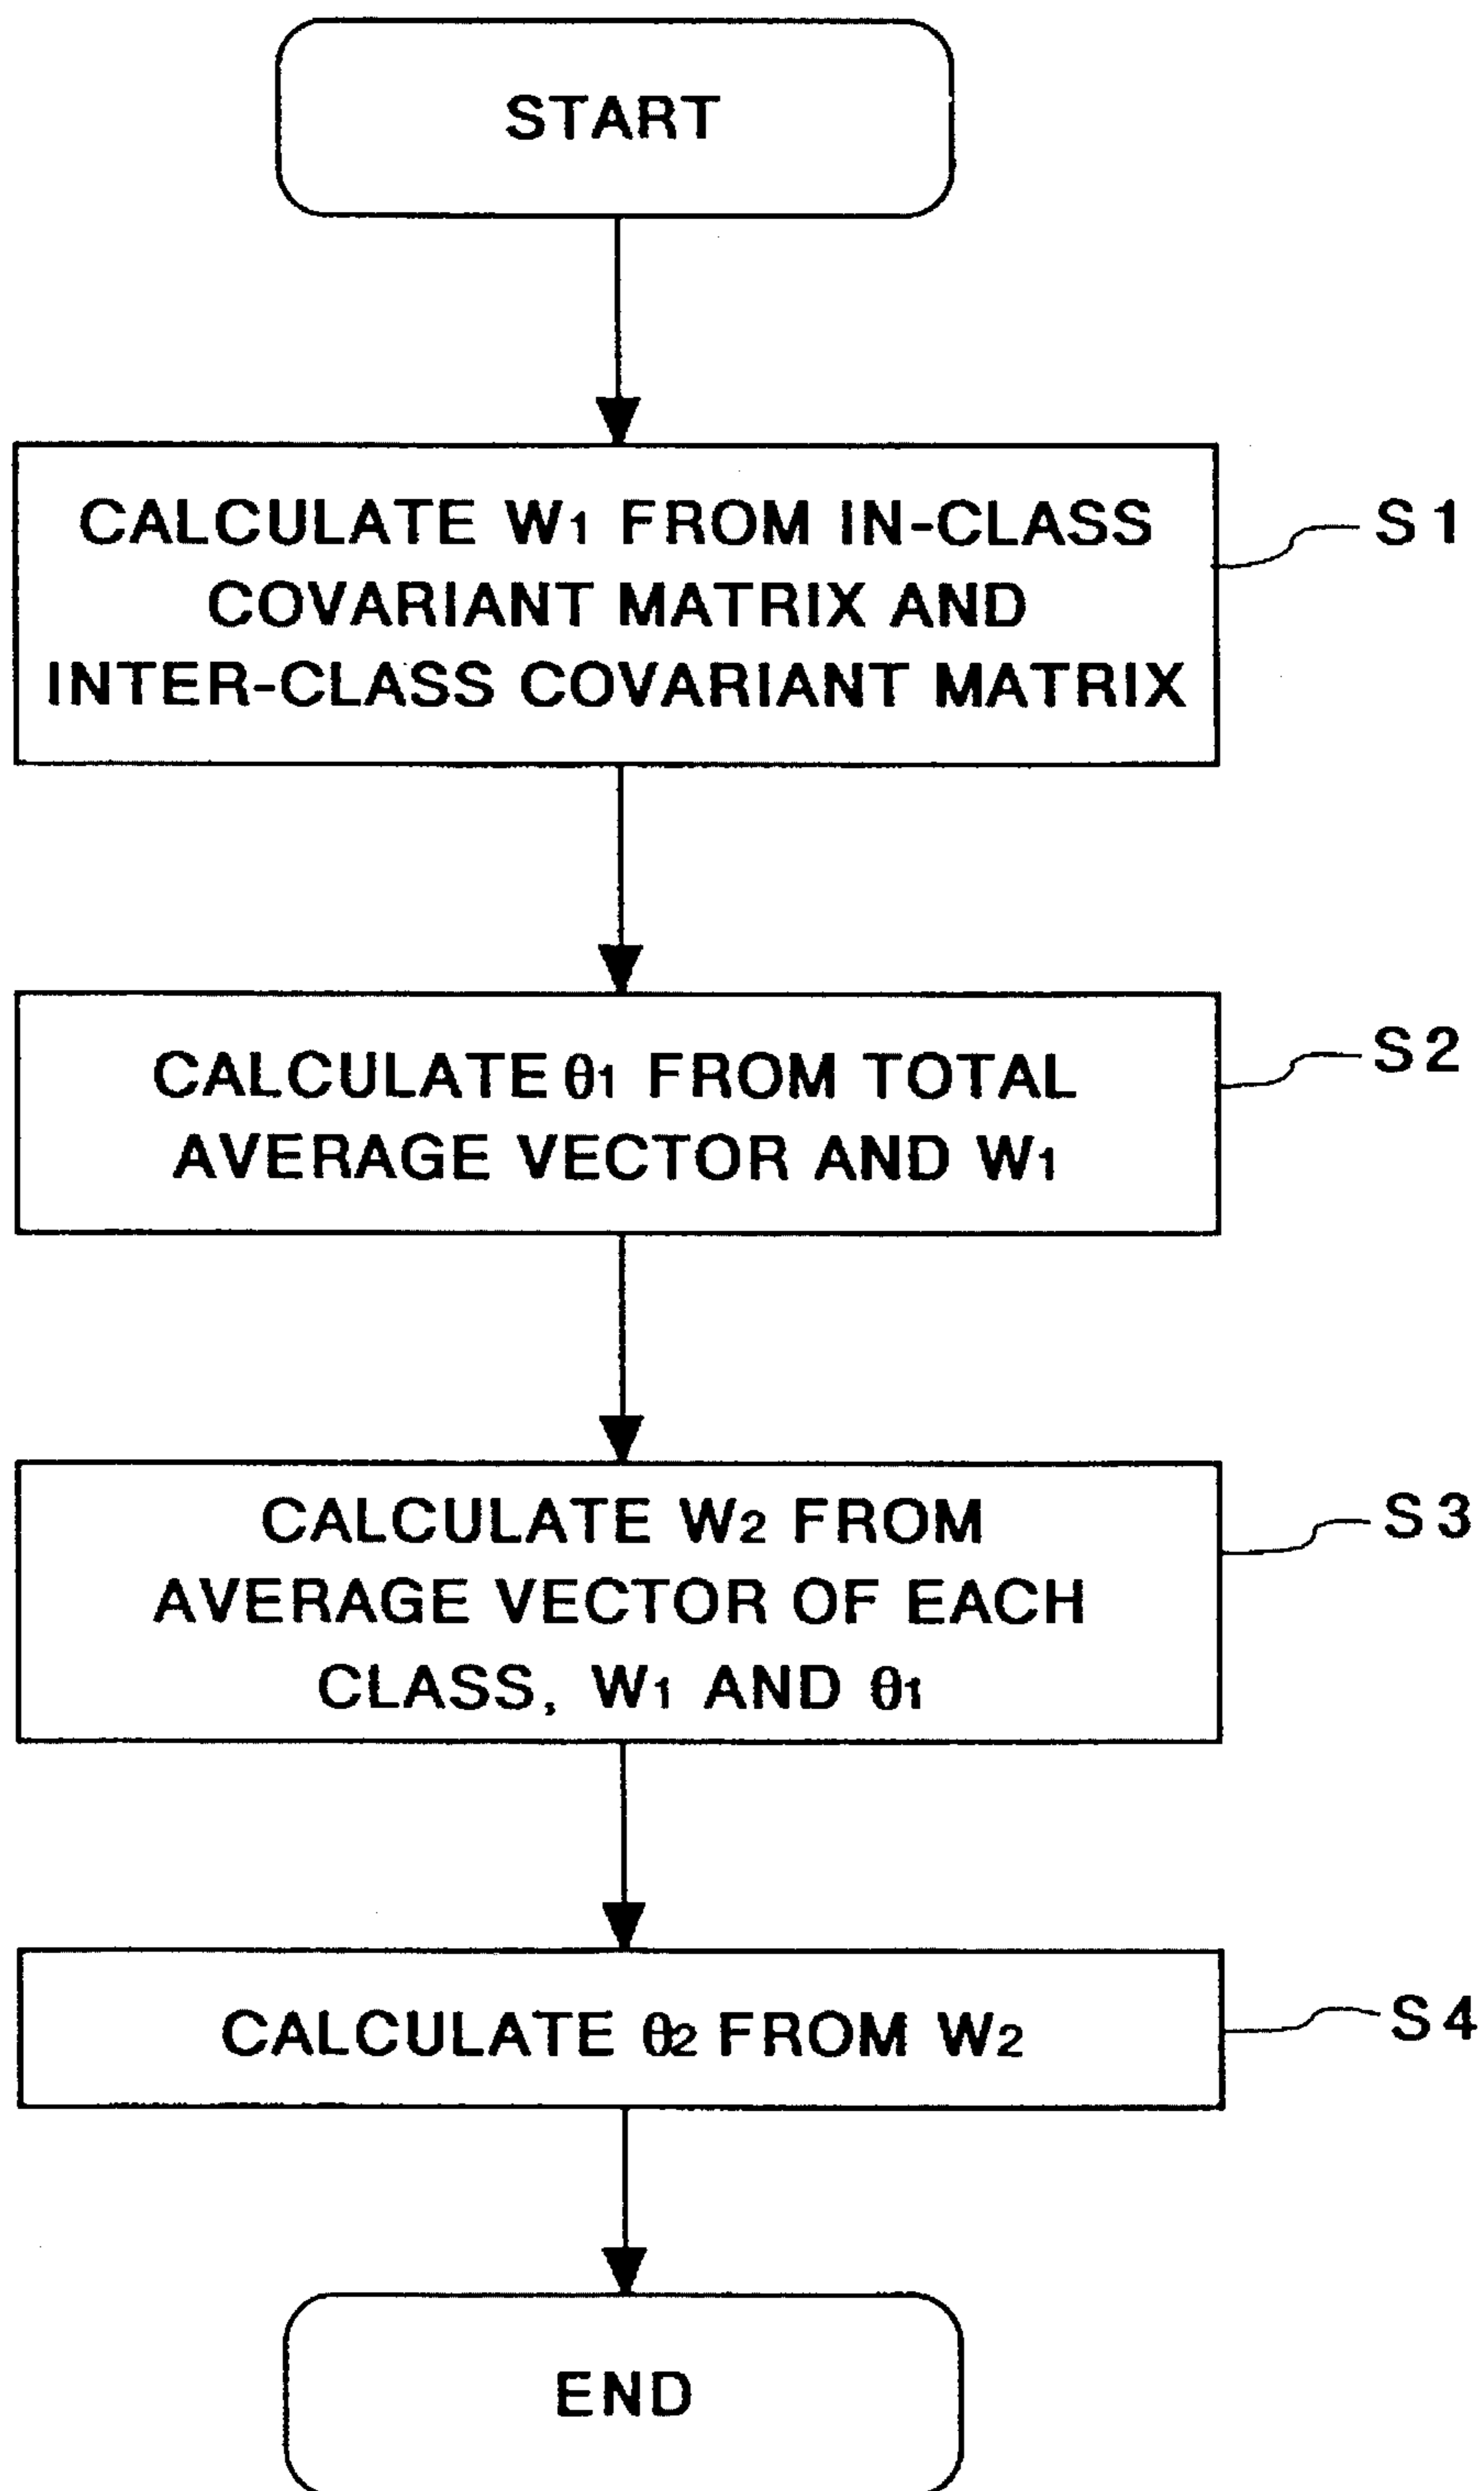 START
CALCULATE W1 FROM IN-CLASS
COVARIANT MATRIX AND
INTER-CLASS COVARIANT MATRIX
S1
CALCULATE θ1 FROM TOTAL
AVERAGE VECTOR AND W1
S2
CALCULATE W2 FROM
AVERAGE VECTOR OF EACH
CLASS, W1 AND θ1
S3
CALCULATE θ2 FROM W2
S4
END